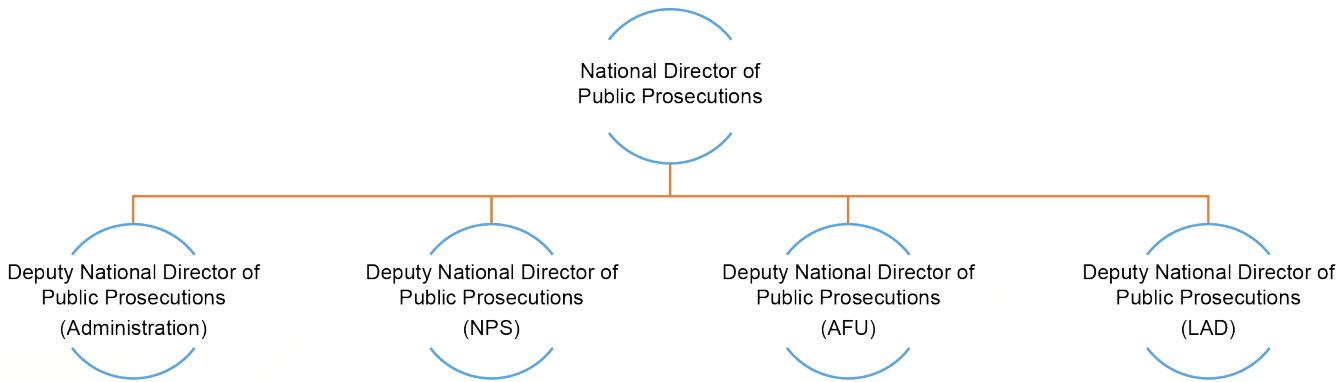 National Director of
Public Prosecutions
Deputy National Director of
Public Prosecutions
(Administration)
Deputy National Director of
Public Prosecutions
(NPS)
Deputy National Director of
Public Prosecutions
(AFU)
Deputy National Director of
Public Prosecutions
(LAD)